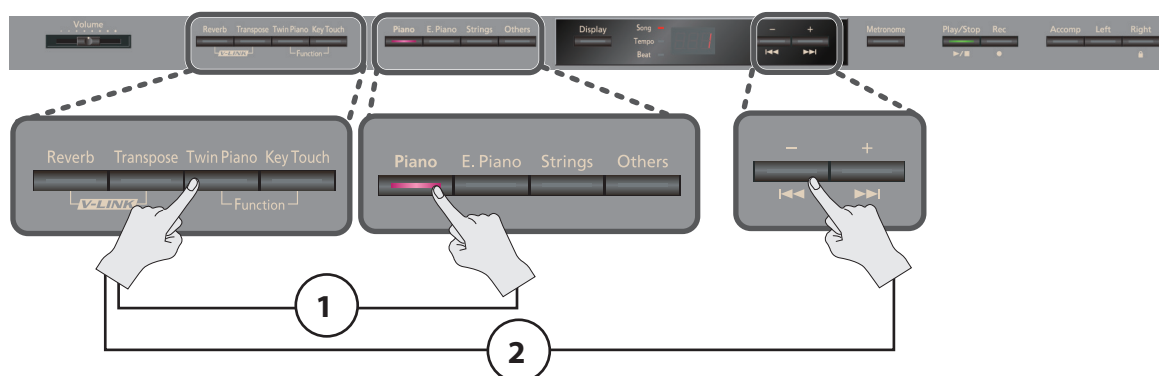 Volume
Reverb Transpose Twin Piano Key Touch
V-LINK Function
Piano E. Piano Strings Others
Display
Song
Tempo
Beat
1
− +
Metronome
Play/Stop Rec
Accomp Left Right
Reverb Transpose Twin Piano Key Touch
V-LINK Function
Piano E. Piano Strings Others
− +
1
2